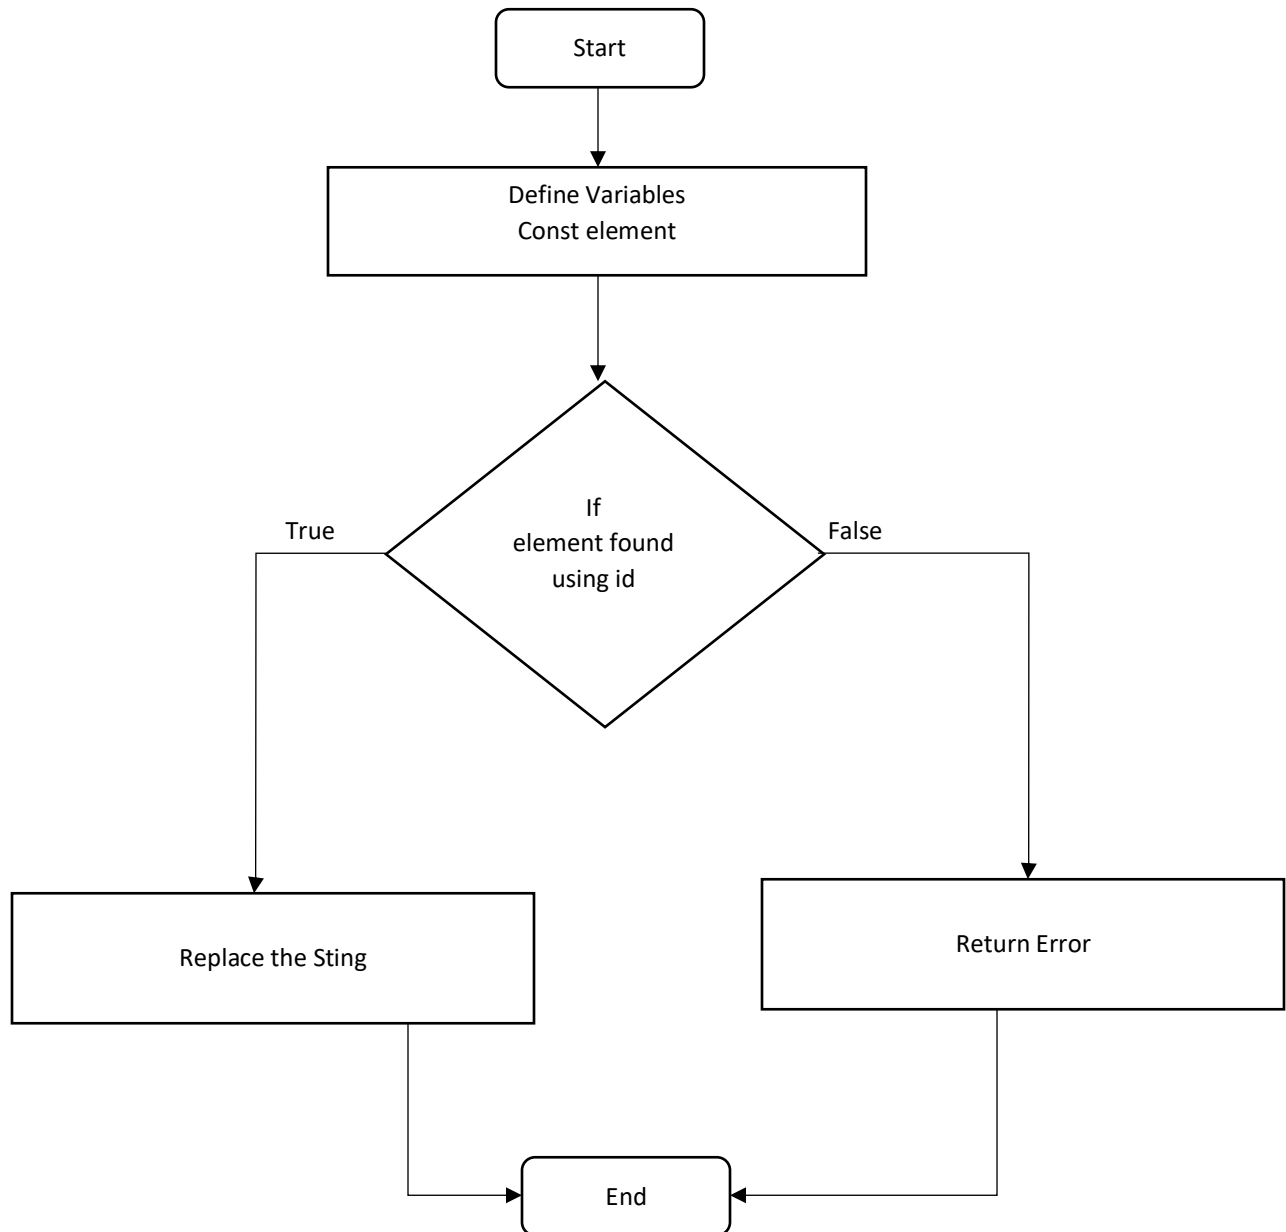 Start
Define Variables
Const element
If
element found
using id
True
False
Replace the Sting
Return Error
End